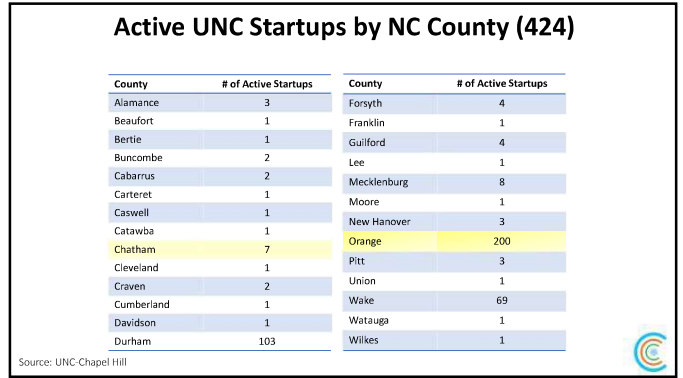 Active UNC Startups by NC County (424)
County # of Active Startups
Alamance 3
Beaufort 1
Bertie 1
Buncombe 2
Cabarrus 2
Carteret 1
Caswell 1
Catawba 1
Chatham 7
Cleveland 1
Craven 2
Cumberland 1
Davidson 1
Durham 103
County # of Active Startups
Forsyth 4
Franklin 1
Guilford 4
Lee 1
Mecklenburg 8
Moore 1
New Hanover 3
Orange 200
Pitt 3
Union 1
Wake 69
Watauga 1
Wilkes 1
Source: UNC-Chapel Hill